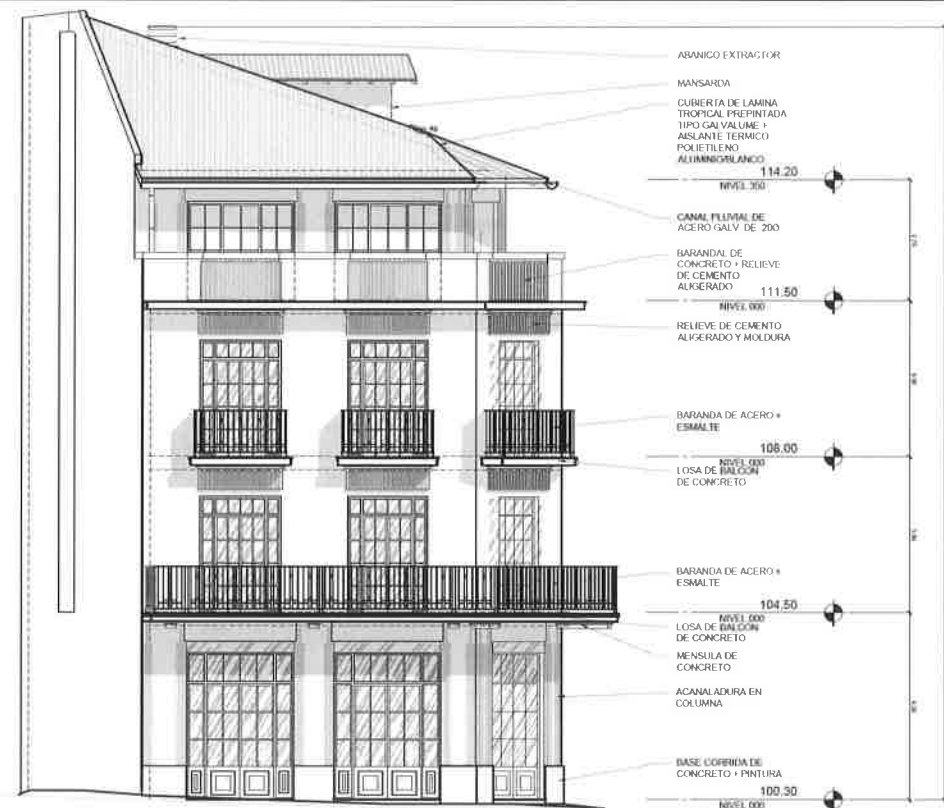 ABANICO EXTRACTOR
MANSARDA
CUBIERTA DE LAMINA
TROPICAL PREPINTADA
TIPO GALVALUME +
AISLANTE TERMICO
POLIETILENO
ALUMINIO/BLANCO
114.20
NIVEL 350
CANAL PLUVIAL DE
ACERO GALV. DE 200
BARANDAL DE
CONCRETO + RELIEVE
DE CEMENTO
ALIGERADO
111.50
NIVEL 000
RELIEVE DE CEMENTO
ALIGERADO Y MOLDURA
BARANDA DE ACERO +
ESMALTE
108.00
NIVEL 000
LOSA DE BALCON
DE CONCRETO
BARANDA DE ACERO +
ESMALTE
104.50
NIVEL 000
LOSA DE BALCON
DE CONCRETO
MENSULA DE
CONCRETO
ACANALADURA EN
COLUMNA
BASE CORRIDA DE
CONCRETO + PINTURA
100.30
NIVEL 000